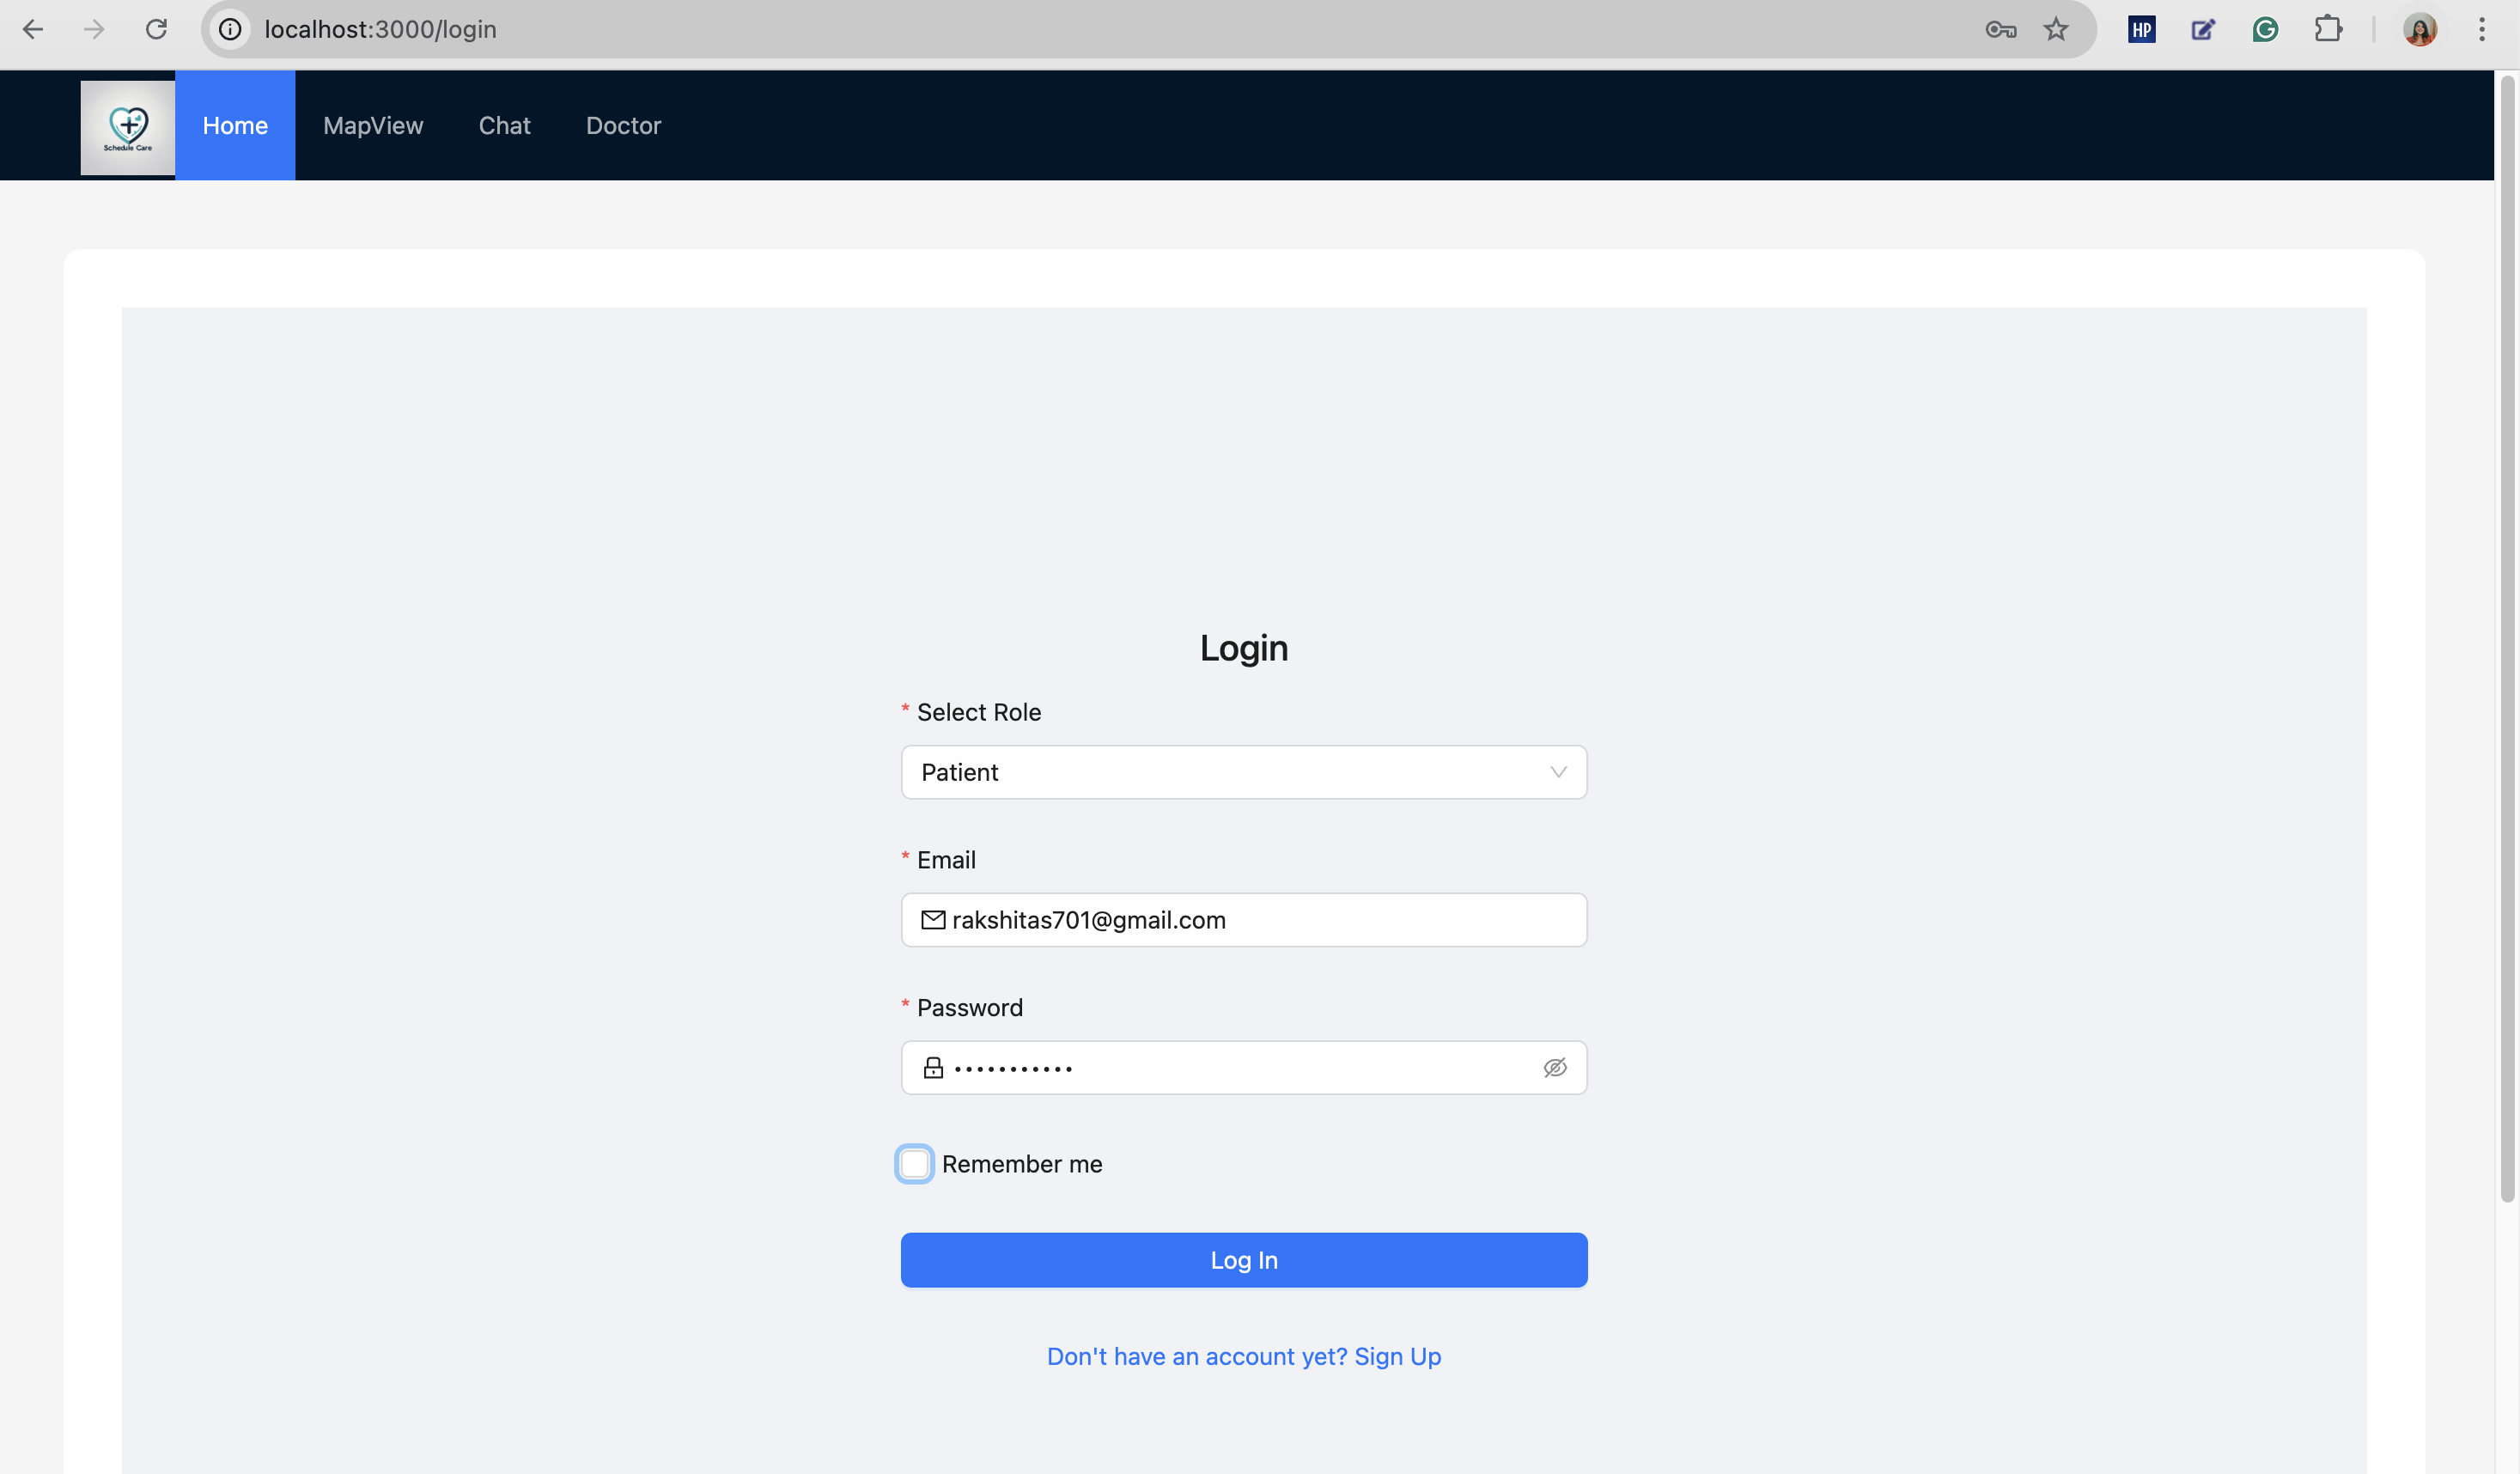 localhost:3000/login
HP
Schedule Care
Home
MapView
Chat
Doctor
Login
* Select Role
Patient
* Email
rakshitas701@gmail.com
* Password
•••••••••••
Remember me
Log In
Don't have an account yet? Sign Up